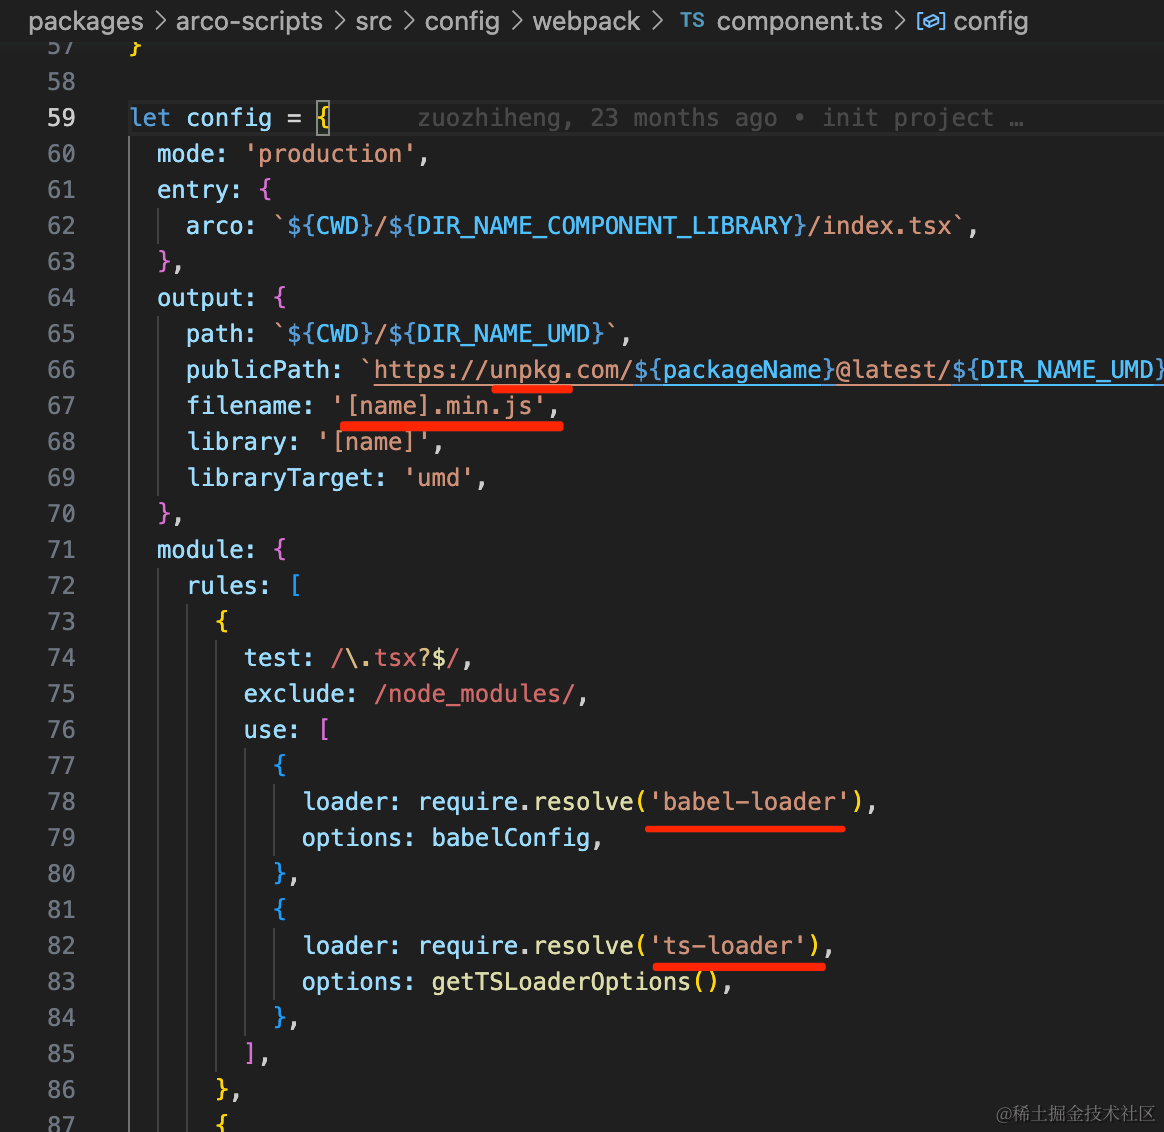 packages > arco-scripts > src > config > webpack > TS component.ts > config
57 }
58
59 let config = { zuozhiheng, 23 months ago • init project …
60 mode: 'production',
61 entry: {
62 arco: `${CWD}/${DIR_NAME_COMPONENT_LIBRARY}/index.tsx`,
63 },
64 output: {
65 path: `${CWD}/${DIR_NAME_UMD}`,
66 publicPath: `https://unpkg.com/${packageName}@latest/${DIR_NAME_UMD}
67 filename: '[name].min.js',
68 library: '[name]',
69 libraryTarget: 'umd',
70 },
71 module: {
72 rules: [
73 {
74 test: /\.tsx?$/,
75 exclude: /node_modules/,
76 use: [
77 {
78 loader: require.resolve('babel-loader'),
79 options: babelConfig,
80 },
81 {
82 loader: require.resolve('ts-loader'),
83 options: getTSLoaderOptions(),
84 },
85 ],
86 },
87 {
@稀土掘金技术社区